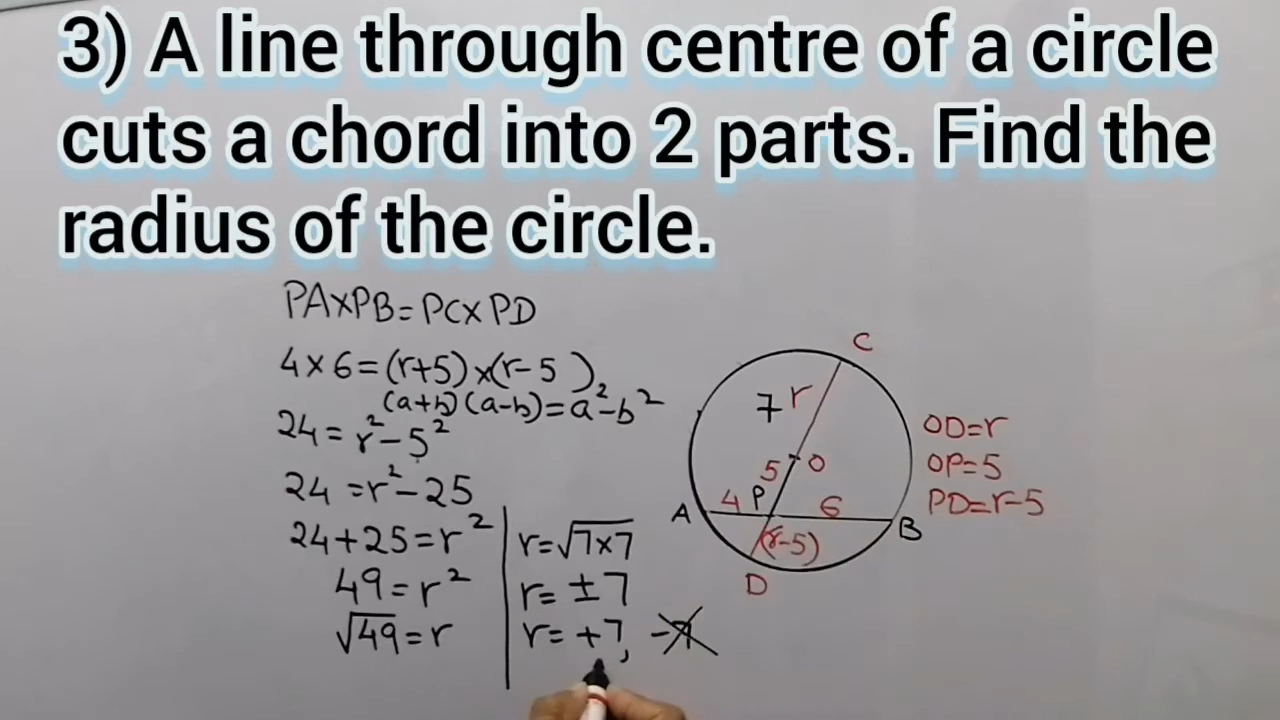 3) A line through centre of a circle
cuts a chord into 2 parts. Find the
radius of the circle.
PA×PB=PC×PD
4×6=(r+5)×(r-5)
(a+b)(a-b)=a²-b²
24=r²-5²
24=r²-25
24+25=r²
49=r²
√49=r
r=√7×7
r=±7
r=+7, -7
C
7 r
5 O
4 P 6
A
B
(r-5)
D
OD=r
OP=5
PD=r-5